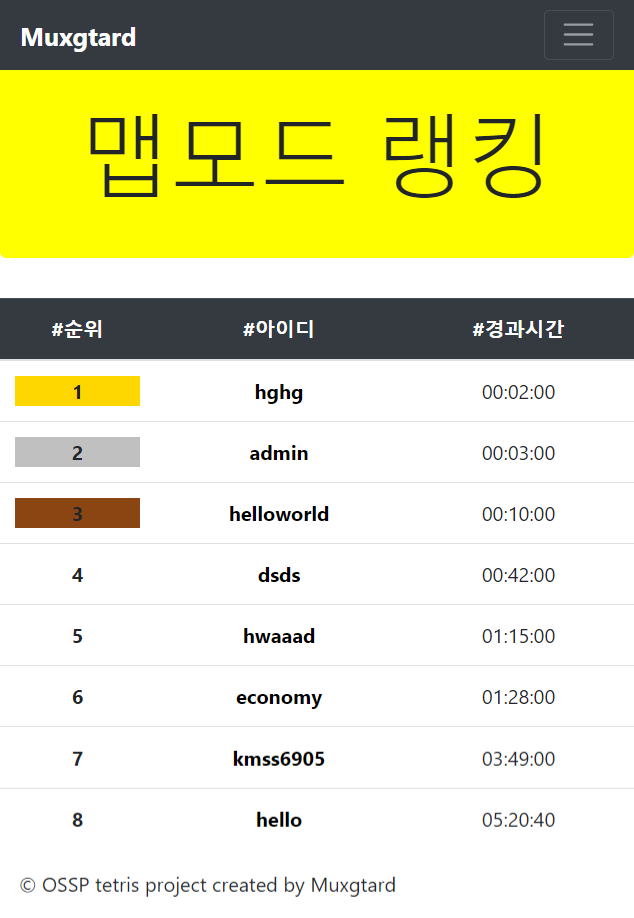 Muxgtard
맵모드 랭킹
#순위 #아이디 #경과시간
1 hghg 00:02:00
2 admin 00:03:00
3 helloworld 00:10:00
4 dsds 00:42:00
5 hwaaad 01:15:00
6 economy 01:28:00
7 kmss6905 03:49:00
8 hello 05:20:40
© OSSP tetris project created by Muxgtard